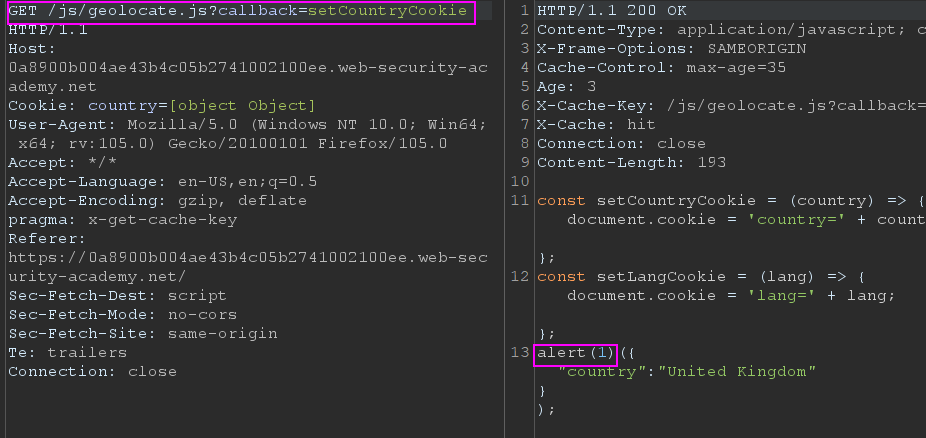 GET /js/geolocate.js?callback=setCountryCookie
HTTP/1.1
Host:
0a8900b004ae43b4c05b2741002100ee.web-security-ac
ademy.net
Cookie: country=[object Object]
User-Agent: Mozilla/5.0 (Windows NT 10.0; Win64;
x64; rv:105.0) Gecko/20100101 Firefox/105.0
Accept: */*
Accept-Language: en-US,en;q=0.5
Accept-Encoding: gzip, deflate
pragma: x-get-cache-key
Referer:
https://0a8900b004ae43b4c05b2741002100ee.web-sec
urity-academy.net/
Sec-Fetch-Dest: script
Sec-Fetch-Mode: no-cors
Sec-Fetch-Site: same-origin
Te: trailers
Connection: close
1 HTTP/1.1 200 OK
2 Content-Type: application/javascript; c
3 X-Frame-Options: SAMEORIGIN
4 Cache-Control: max-age=35
5 Age: 3
6 X-Cache-Key: /js/geolocate.js?callback=
7 X-Cache: hit
8 Connection: close
9 Content-Length: 193
10
11 const setCountryCookie = (country) => {
document.cookie = 'country=' + count
};
12 const setLangCookie = (lang) => {
document.cookie = 'lang=' + lang;
};
13 alert(1)({
"country":"United Kingdom"
}
);